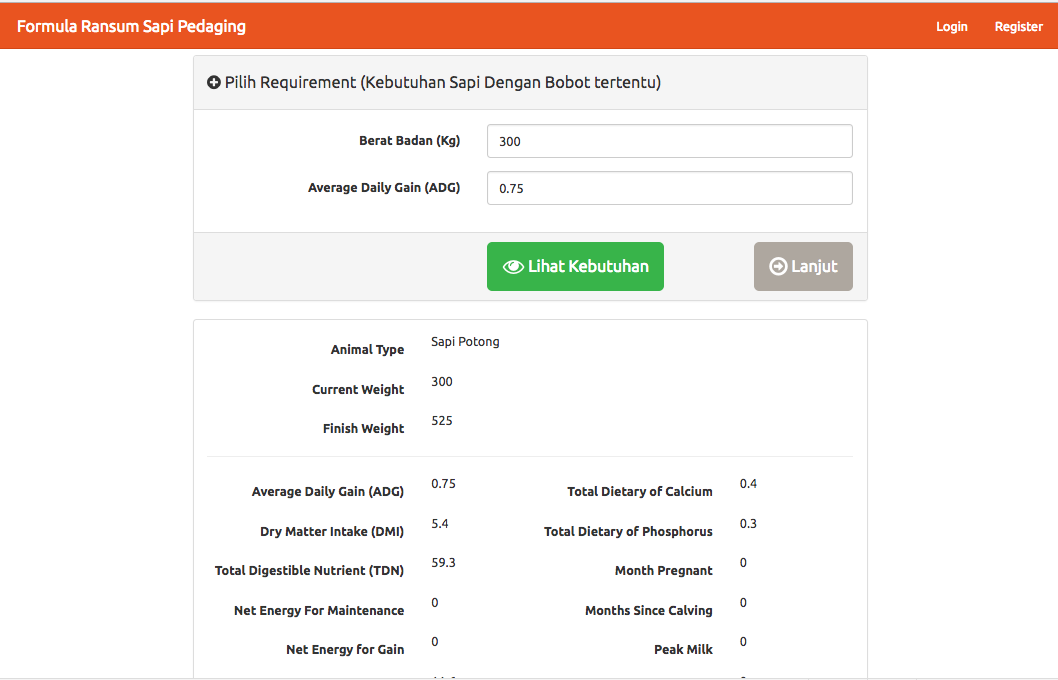 Formula Ransum Sapi Pedaging Login Register
Pilih Requirement (Kebutuhan Sapi Dengan Bobot tertentu)
Berat Badan (Kg) 300
Average Daily Gain (ADG) 0.75
Lihat Kebutuhan Lanjut
Animal Type Sapi Potong
Current Weight 300
Finish Weight 525
Average Daily Gain (ADG) 0.75 Total Dietary of Calcium 0.4
Dry Matter Intake (DMI) 5.4 Total Dietary of Phosphorus 0.3
Total Digestible Nutrient (TDN) 59.3 Month Pregnant 0
Net Energy For Maintenance 0 Months Since Calving 0
Net Energy for Gain 0 Peak Milk 0